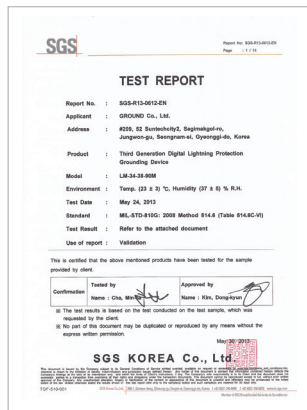 SGS
Report No: SGS-R13-0612-EN
Page : 1 / 14
TEST REPORT
Report No. : SGS-R13-0612-EN
Applicant : GROUND Co., Ltd.
Address : #209, 52 Suntecholty2, Sagimakgol-ro,
Jungwon-gu, Seongnam-si, Gyeonggi-do, Korea
Product : Third Generation Digital Lightning Protection
Grounding Device
Model : LM-34-38-90M
Environment : Temp. (23 ± 3) ℃, Humidity (37 ± 5) % R.H.
Test Date : May 24, 2013
Standard : MIL-STD-810G: 2008 Method 514.6 (Table 514.6C-VI)
Test Result : Refer to the attached document
Use of report : Validation
This is certified that the above mentioned products have been tested for the sample
provided by client.
Confirmation
Tested by
Name : Cha,
Approved by
Name : Kim, Dong-kyun
※ The test results is based on the test conducted on the test sample, which was
requested by the client.
※ No part of this document may be duplicated or reproduced by any means without the
express written permission.
May 30, 2013
SGS KOREA Co., Ltd.
TGF-510-001